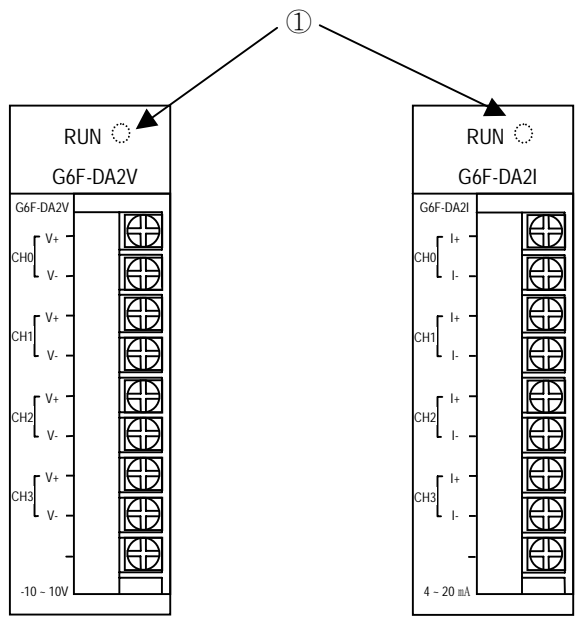 ①
RUN
G6F-DA2V
G6F-DA2V
CH0
V+
V-
CH1
V+
V-
CH2
V+
V-
CH3
V+
V-
-10 ~ 10V
RUN
G6F-DA2I
G6F-DA2I
CH0
I+
I-
CH1
I+
I-
CH2
I+
I-
CH3
I+
I-
4 ~ 20 ㎃